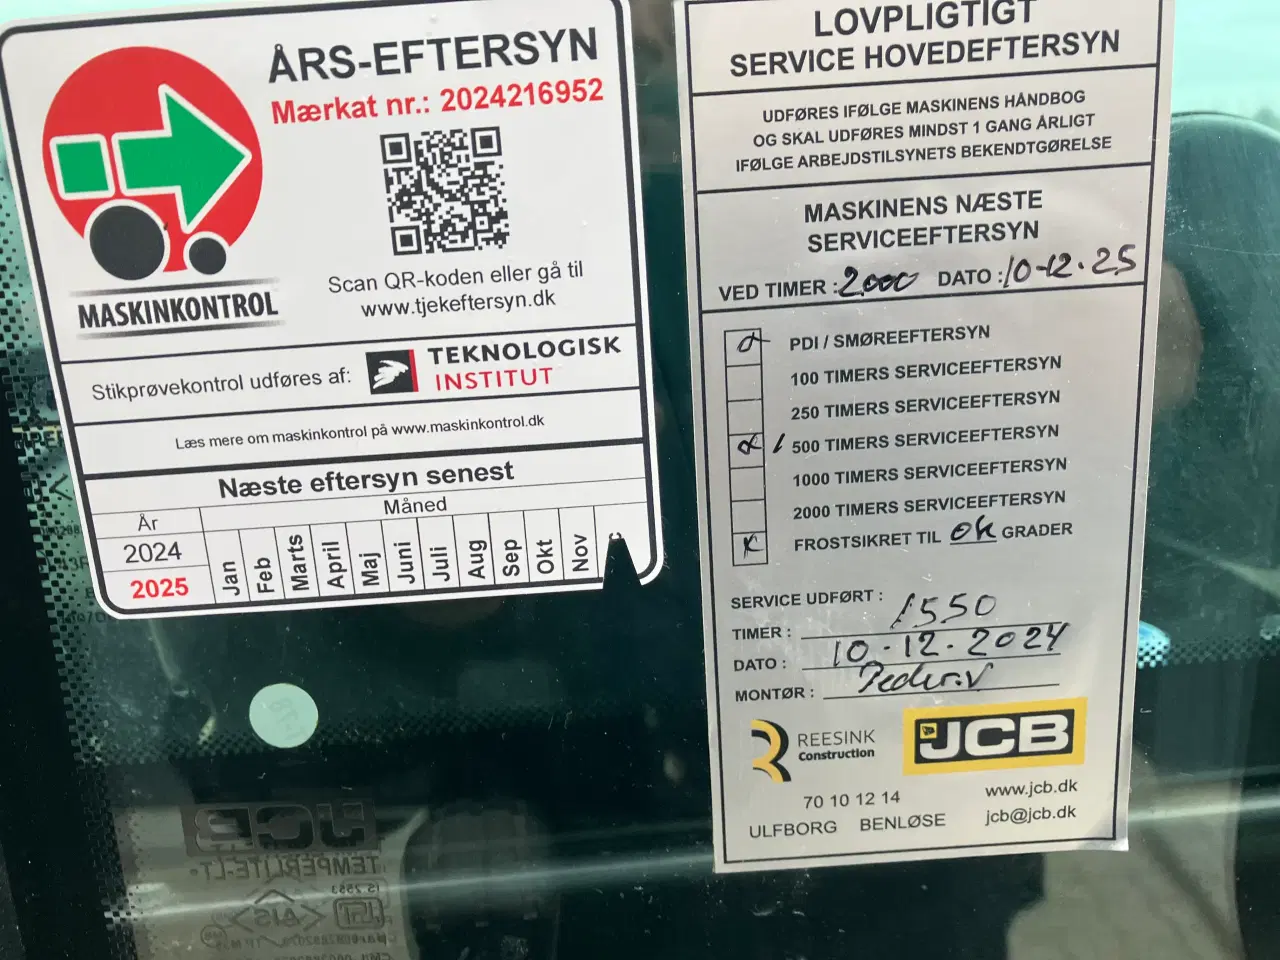 ÅRS-EFTERSYN
Mærkat nr.: 2024216952
MASKINKONTROL
Scan QR-koden eller gå til
www.tjekeftersyn.dk
Stikprøvekontrol udføres af:
TEKNOLOGISK
INSTITUT
Læs mere om maskinkontrol på www.maskinkontrol.dk
Næste eftersyn senest
År
Måned
2024
2025
Jan Feb Marts April Maj Juni Juli Aug Sep Okt Nov
LOVPLIGTIGT
SERVICE HOVEDEFTERSYN
UDFØRES IFØLGE MASKINENS HÅNDBOG
OG SKAL UDFØRES MINDST 1 GANG ÅRLIGT
IFØLGE ARBEJDSTILSYNETS BEKENDTGØRELSE
MASKINENS NÆSTE
SERVICEEFTERSYN
VED TIMER : 2000 DATO : 10-12.25
PDI / SMØREEFTERSYN
100 TIMERS SERVICEEFTERSYN
250 TIMERS SERVICEEFTERSYN
500 TIMERS SERVICEEFTERSYN
1000 TIMERS SERVICEEFTERSYN
2000 TIMERS SERVICEEFTERSYN
FROSTSIKRET TIL ok GRADER
SERVICE UDFØRT :
TIMER : 1550
DATO : 10-12.2024
MONTØR : Peder.V
REESINK
Construction
JCB
70 10 12 14
www.jcb.dk
ULFBORG BENLØSE
jcb@jcb.dk
JCB
TEMPERLITE-LT
IS 2553